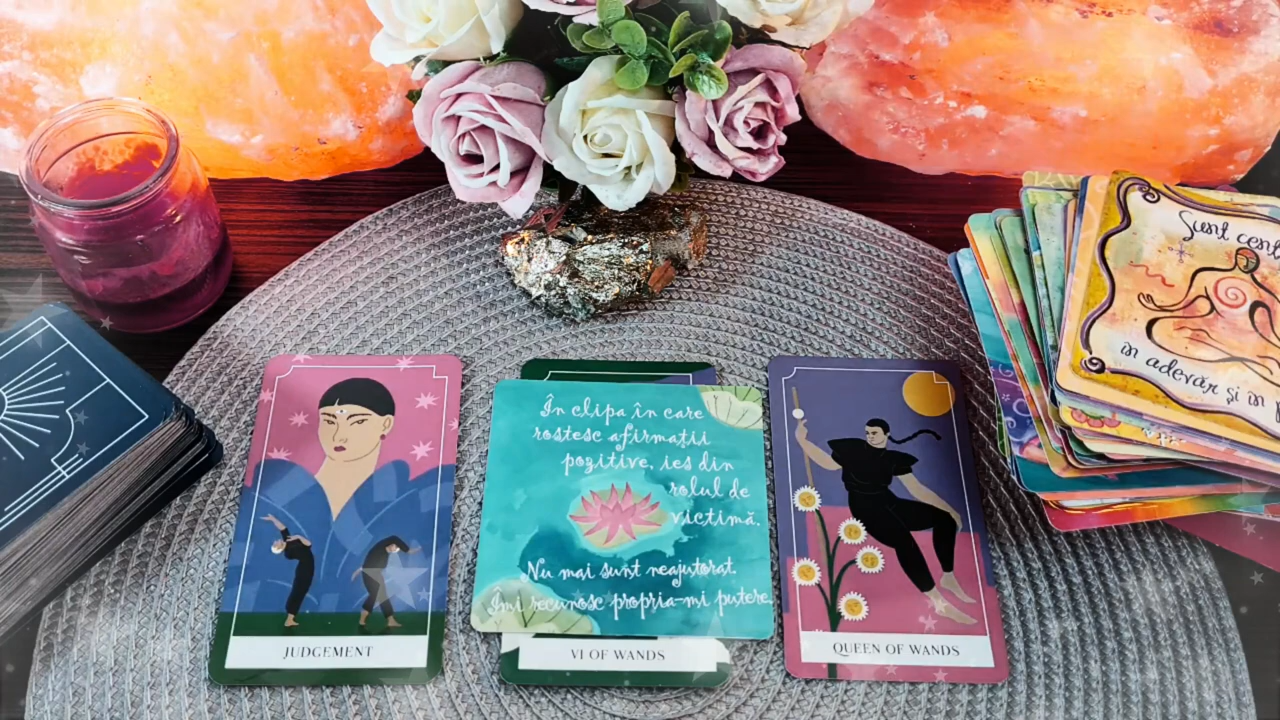 Sunt
în adevăr și în
În clipa în care
rostesc afirmații
pozitive, ies din
rolul de
victimă.
Nu mai sunt neajutorat.
Îmi recunosc propria-mi putere.
JUDGEMENT
VI OF WANDS
QUEEN OF WANDS